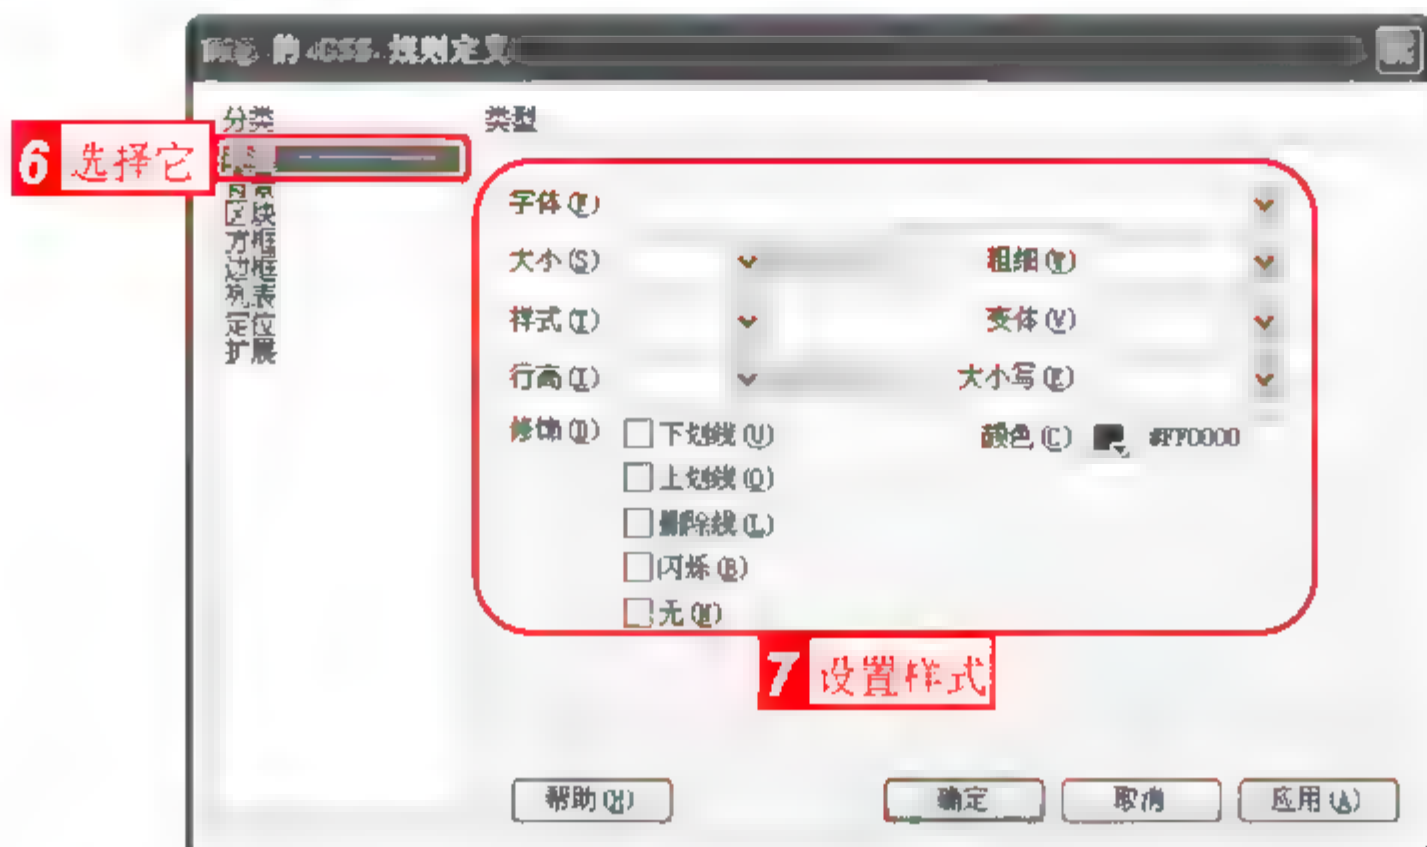 的 CSS 规则定义
分类
类型
6 选择它
区块
方框
边框
列表
定位
扩展
字体(F)
大小(S)
粗细(W)
样式(T)
变体(V)
行高(I)
大小写(E)
修饰(D)
下划线(U)
颜色(C) #FF0000
上划线(O)
删除线(L)
闪烁(B)
无(N)
7 设置样式
帮助(H)
确定
取消
应用(A)